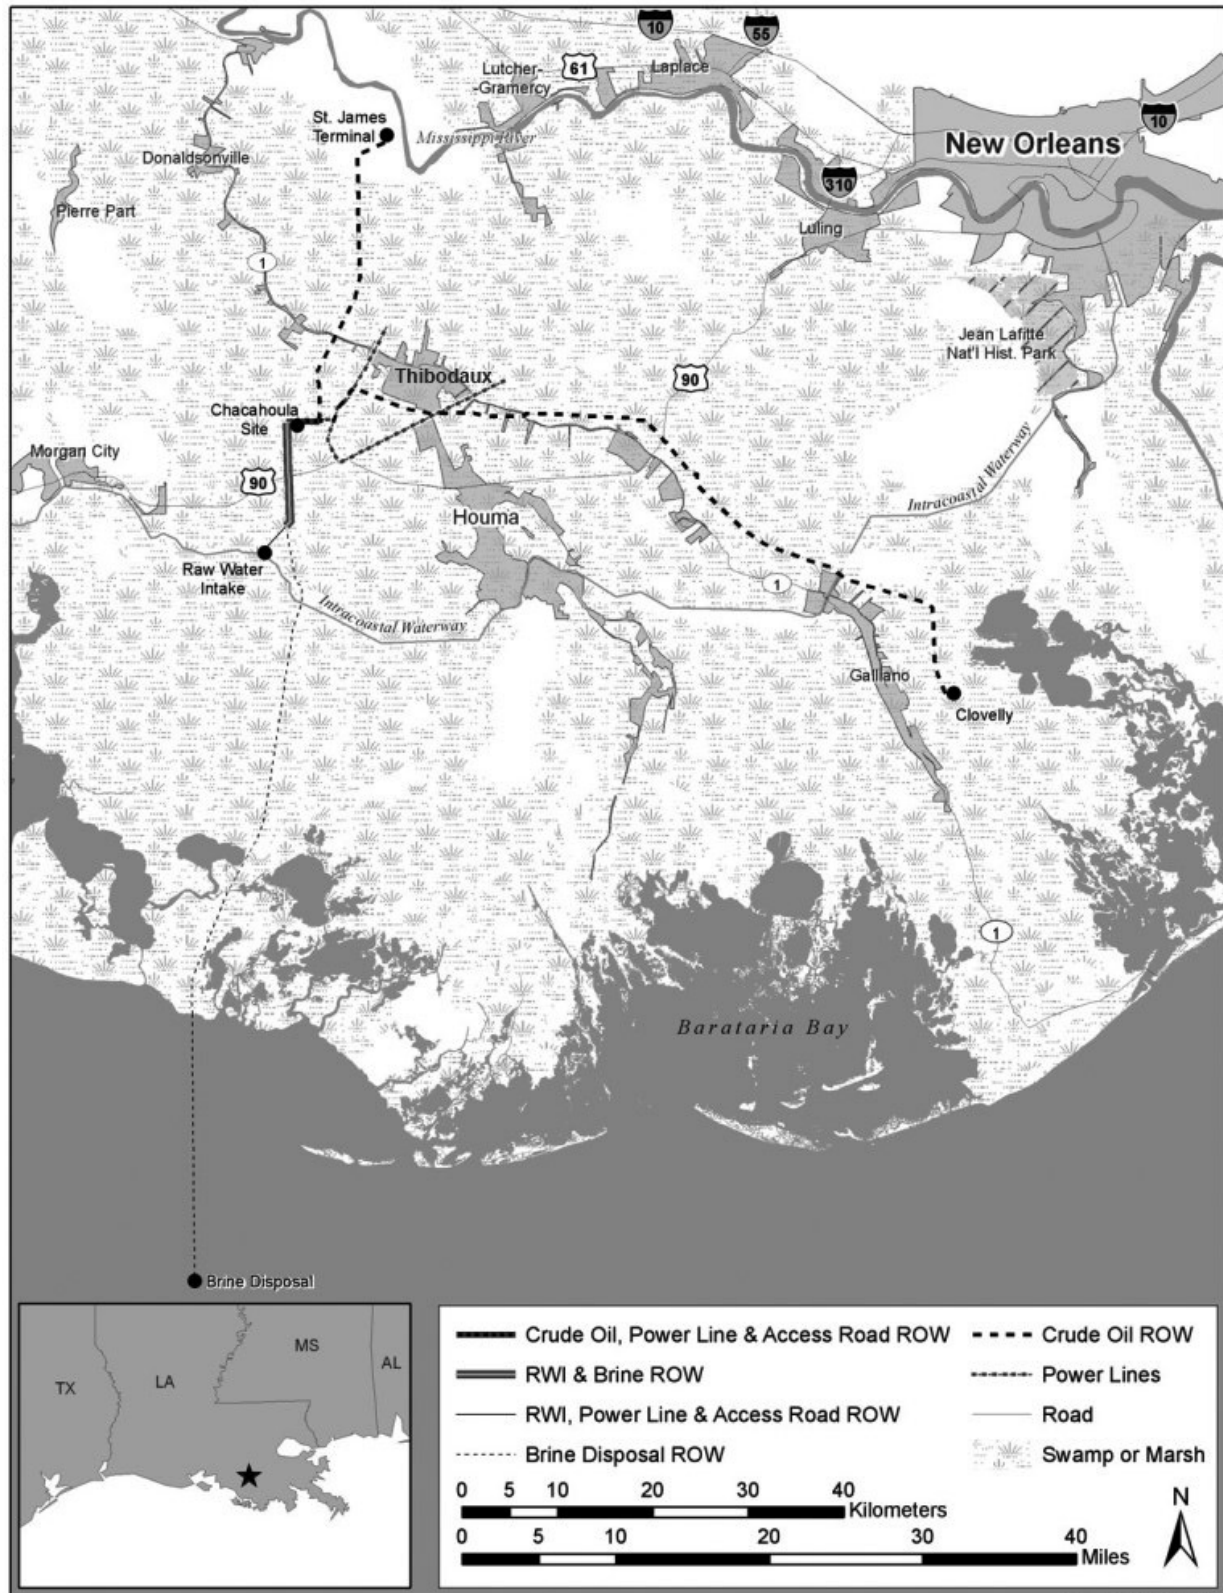 10
55
Lutcher-
-Gramercy
61
Laplace
St. James
Terminal
Mississippi River
10
New Orleans
Donaldsonville
310
Pierre Part
Luling
1
Jean Lafitte
Nat'l Hist. Park
90
Thibodaux
Chacahoula
Site
Morgan City
90
Intracoastal Waterway
Houma
Raw Water
Intake
1
Intracoastal Waterway
Galliano
Clovelly
1
Barataria Bay
Brine Disposal
TX
LA
MS
AL
Crude Oil, Power Line & Access Road ROW
RWI & Brine ROW
RWI, Power Line & Access Road ROW
Brine Disposal ROW
Crude Oil ROW
Power Lines
Road
Swamp or Marsh
0 5 10 20 30 40
Kilometers
0 5 10 20 30 40
Miles
N